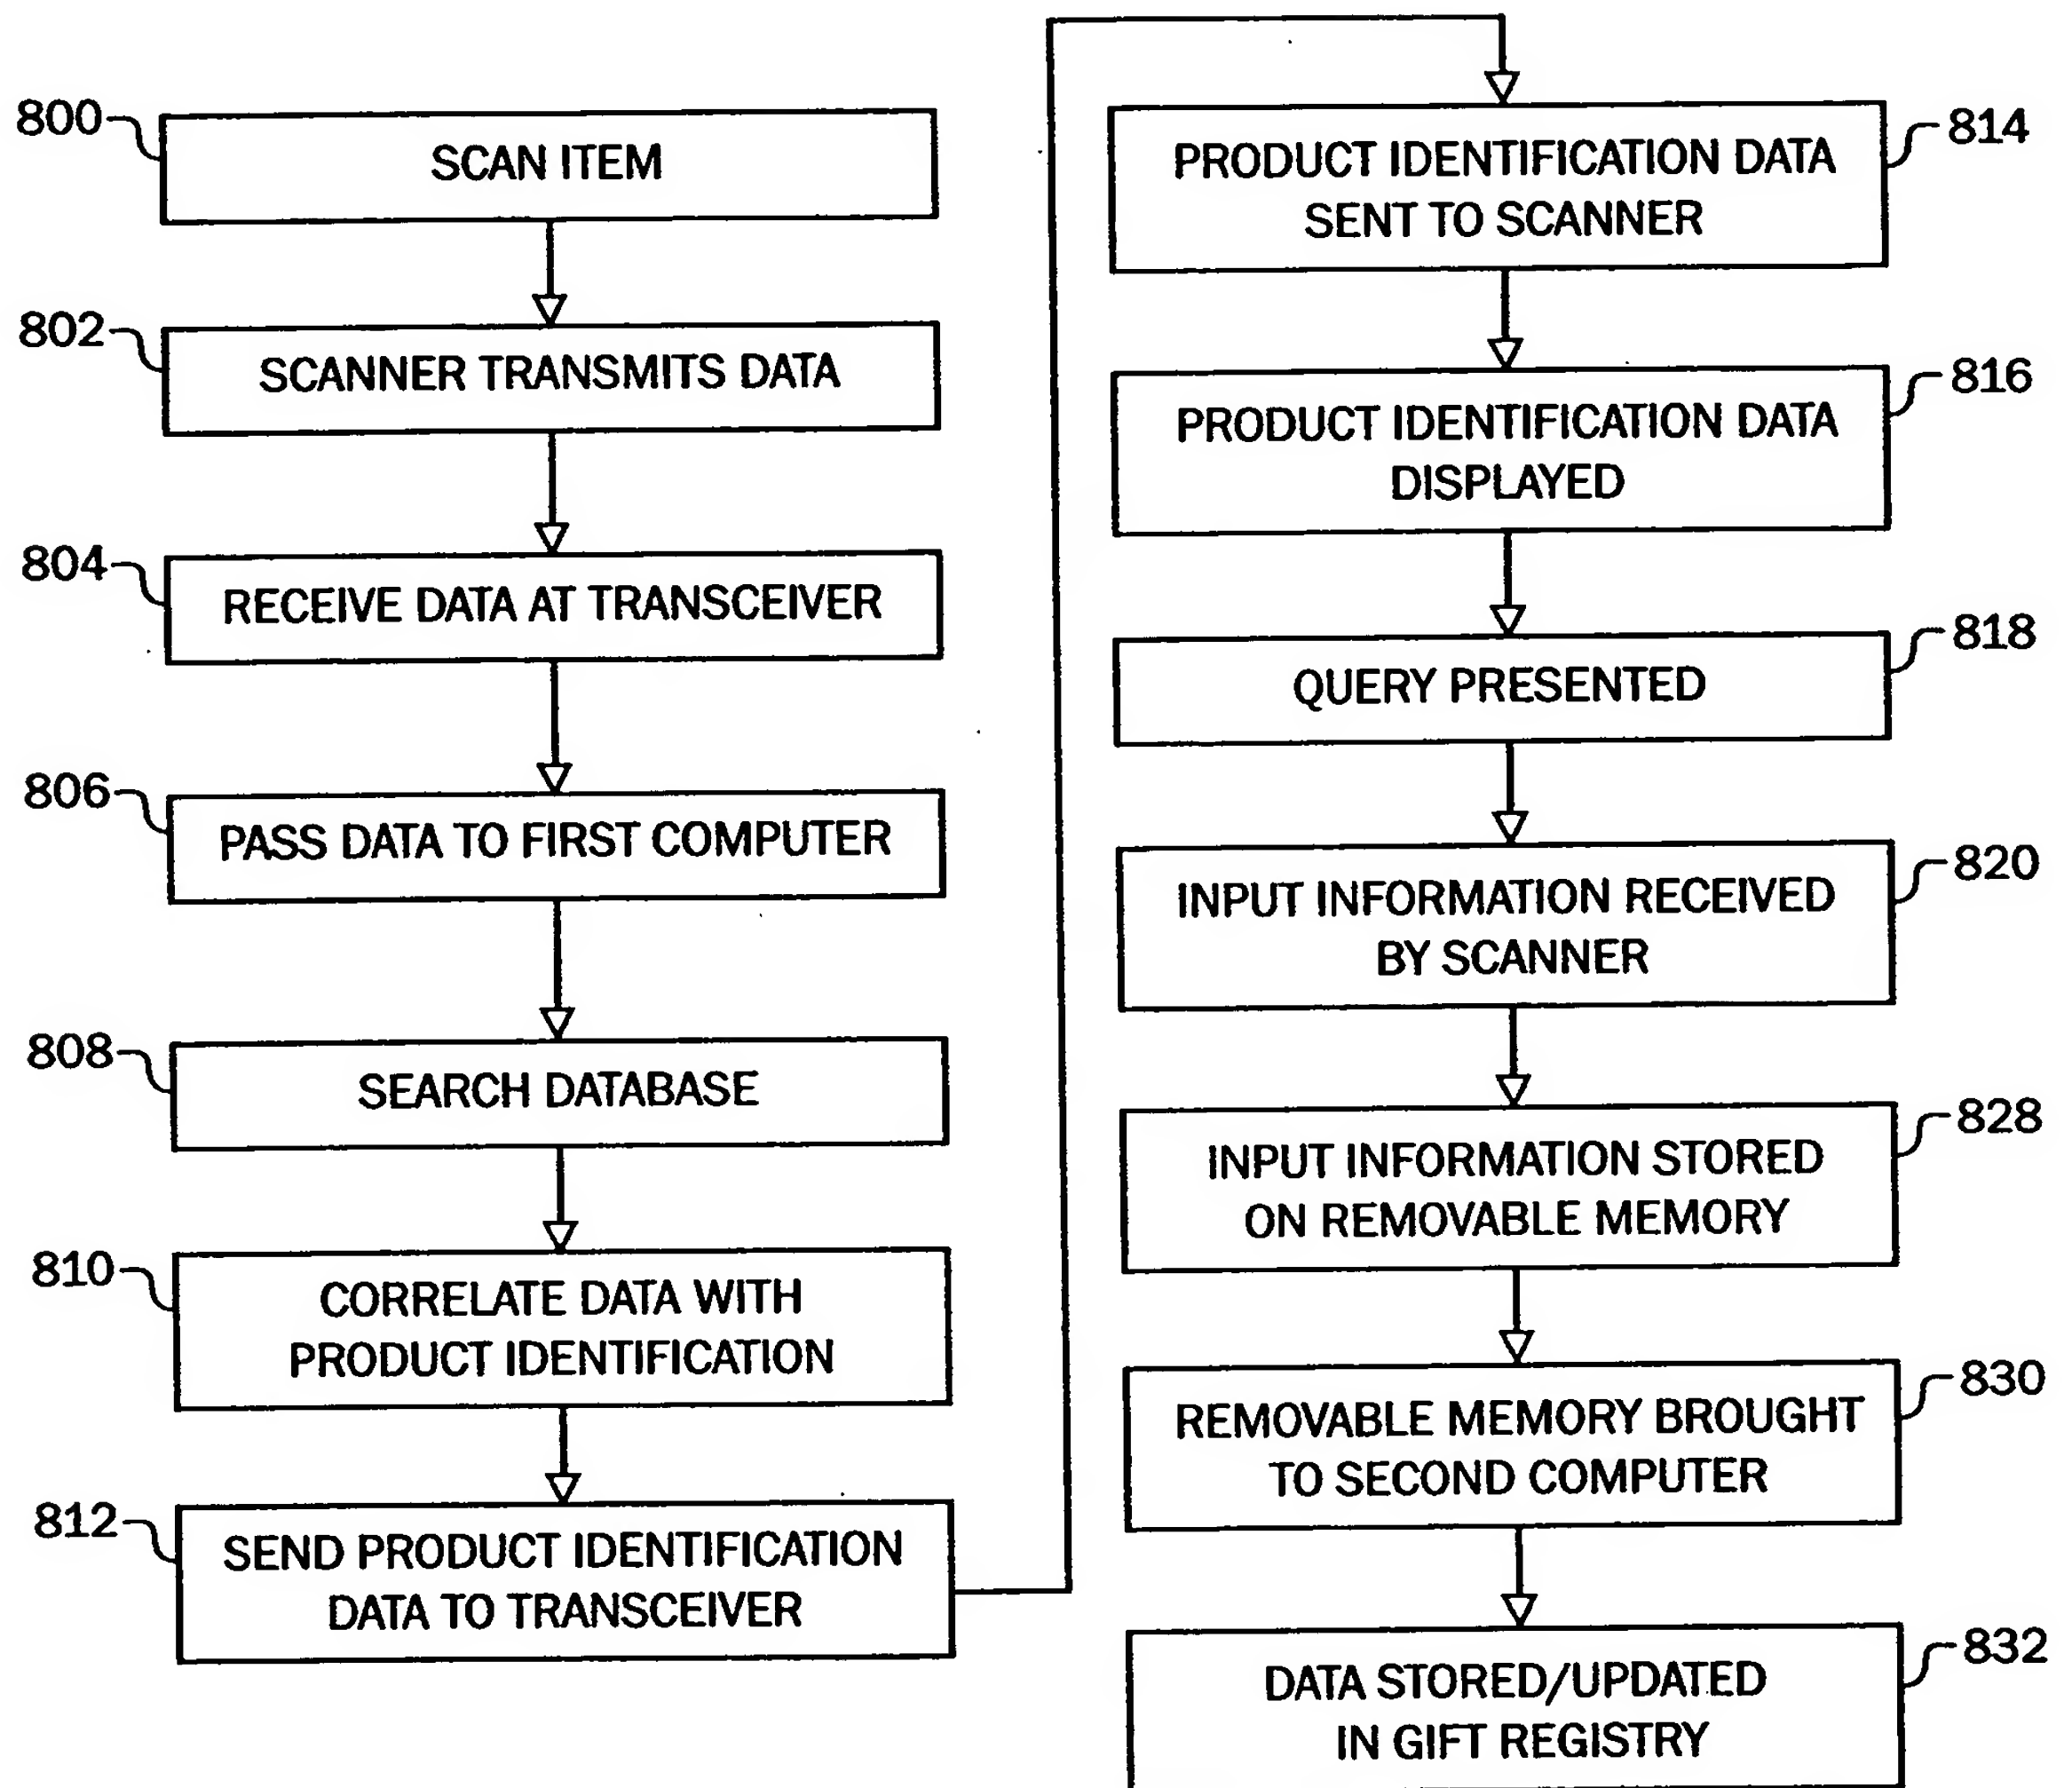 800
SCAN ITEM
802
SCANNER TRANSMITS DATA
804
RECEIVE DATA AT TRANSCEIVER
806
PASS DATA TO FIRST COMPUTER
808
SEARCH DATABASE
810
CORRELATE DATA WITH
PRODUCT IDENTIFICATION
812
SEND PRODUCT IDENTIFICATION
DATA TO TRANSCEIVER
814
PRODUCT IDENTIFICATION DATA
SENT TO SCANNER
816
PRODUCT IDENTIFICATION DATA
DISPLAYED
818
QUERY PRESENTED
820
INPUT INFORMATION RECEIVED
BY SCANNER
828
INPUT INFORMATION STORED
ON REMOVABLE MEMORY
830
REMOVABLE MEMORY BROUGHT
TO SECOND COMPUTER
832
DATA STORED/UPDATED
IN GIFT REGISTRY